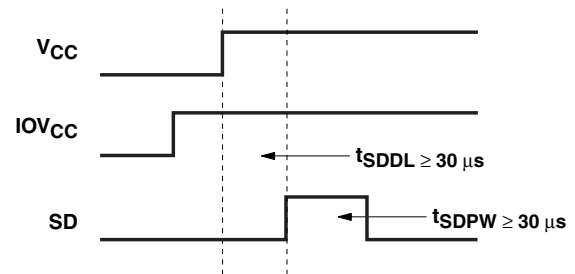 VCC
IOVCC
tSDDL ≥ 30 μs
SD
tSDPW ≥ 30 μs